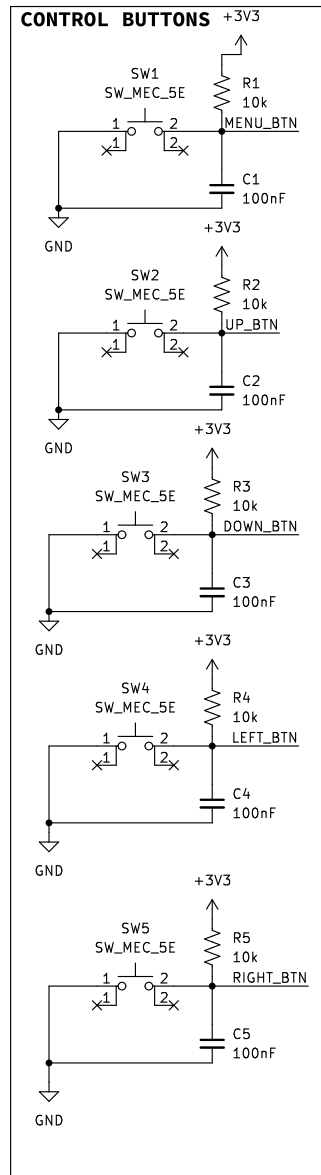 CONTROL BUTTONS
+3V3
SW1
SW_MEC_5E
R1
10k
1 2
MENU_BTN
1 2
C1
100nF
GND
+3V3
SW2
SW_MEC_5E
R2
10k
1 2
UP_BTN
1 2
C2
100nF
GND
+3V3
SW3
SW_MEC_5E
R3
10k
1 2
DOWN_BTN
1 2
C3
100nF
GND
+3V3
SW4
SW_MEC_5E
R4
10k
1 2
LEFT_BTN
1 2
C4
100nF
GND
+3V3
SW5
SW_MEC_5E
R5
10k
1 2
RIGHT_BTN
1 2
C5
100nF
GND